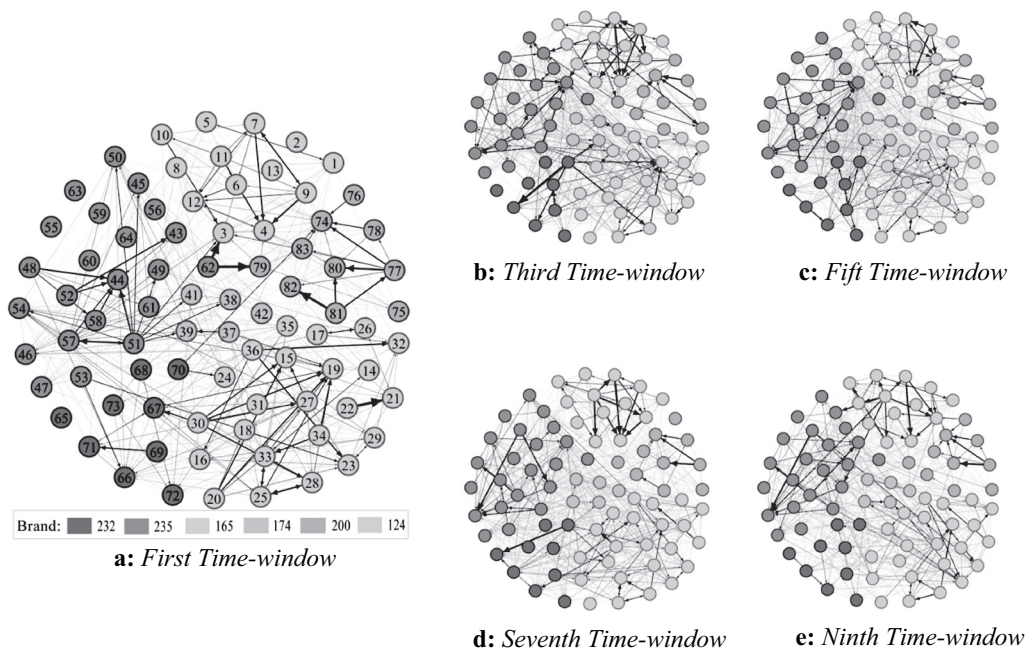 5 7
10 2
11 1
8 13
50 6 9
45 12 76
63 56 74
59 3 4 78
64 43 83
55
60 62 79 80 77
48 49 82
52 44
41 38 81
54 61 42 75
58 35
39 37 17 26
57 51 32
46 36 15
68 70 19 14
53 24
47
31 27 21
73 67 22
65 30 18 34 29
71 69 33
16 23
66 28
72 20 25
Brand: 232 235 165 174 200 124
a: First Time-window
b: Third Time-window
c: Fift Time-window
d: Seventh Time-window
e: Ninth Time-window